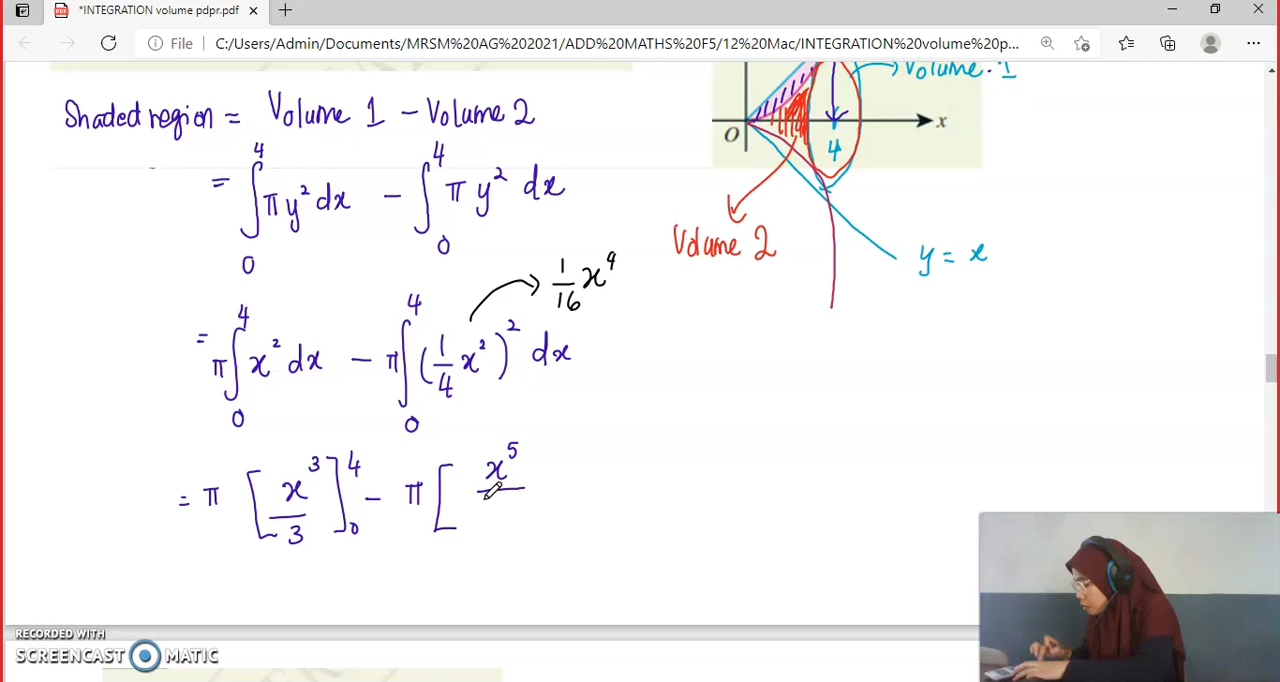 *INTEGRATION volume pdpr.pdf
File C:/Users/Admin/Documents/MRSM%20AG%202021/ADD%20MATHS%20F5/12%20Mac/INTEGRATION%20volume%20p...
Volume 1
Shaded region = Volume 1 - Volume 2
O x
4
= ∫₀⁴ πy² dx - ∫₀⁴ πy² dx
Volume 2
y = x
1/16 x⁴
= π∫₀⁴ x² dx - π∫₀⁴ (1/4 x²)² dx
= π [x³/3]₀⁴ - π [x⁵
RECORDED WITH
SCREENCAST MATIC